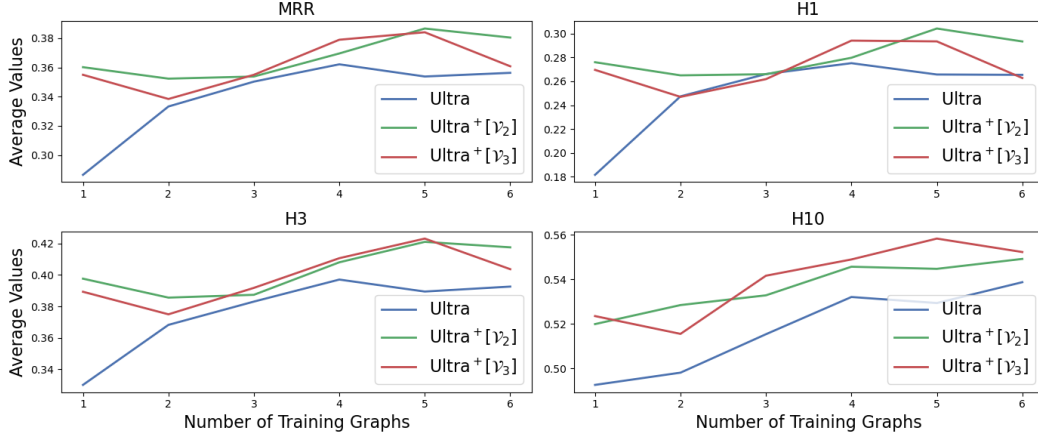 MRR
Average Values
0.38
0.36
0.34
0.32
0.30
Ultra
Ultra⁺[𝒱₂]
Ultra⁺[𝒱₃]
1 2 3 4 5 6
H1
0.30
0.28
0.26
0.24
0.22
0.20
0.18
Ultra
Ultra⁺[𝒱₂]
Ultra⁺[𝒱₃]
1 2 3 4 5 6
H3
Average Values
0.42
0.40
0.38
0.36
0.34
Ultra
Ultra⁺[𝒱₂]
Ultra⁺[𝒱₃]
1 2 3 4 5 6
Number of Training Graphs
H10
0.56
0.54
0.52
0.50
Ultra
Ultra⁺[𝒱₂]
Ultra⁺[𝒱₃]
1 2 3 4 5 6
Number of Training Graphs